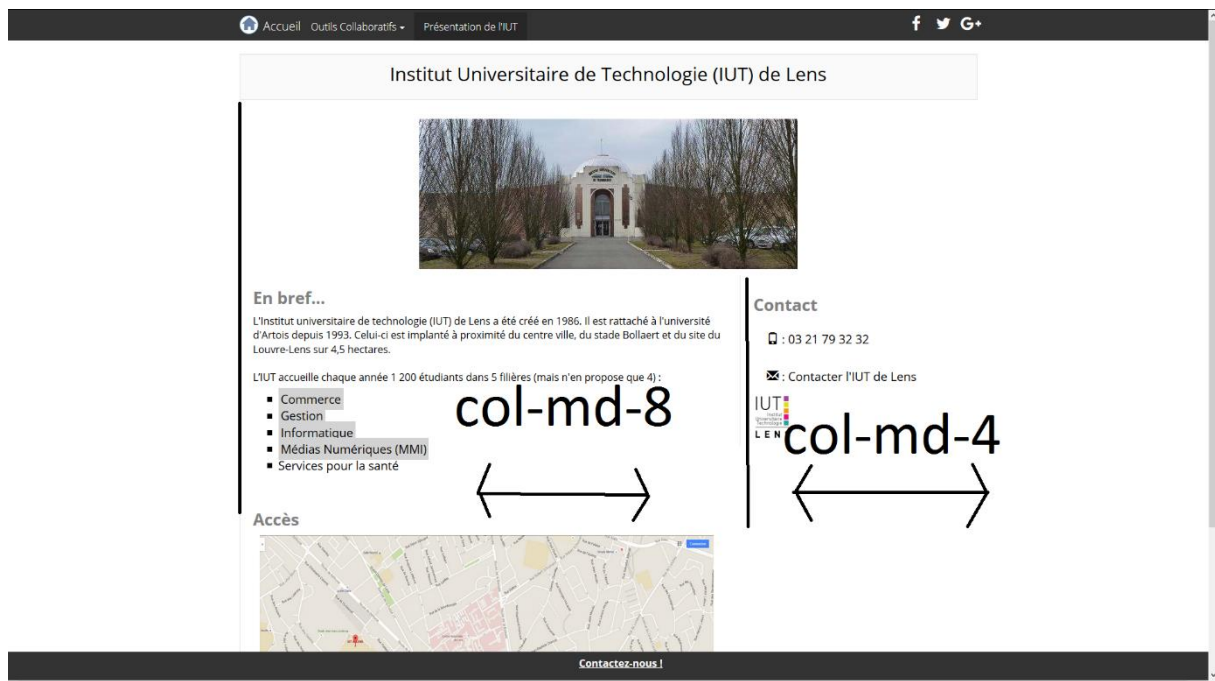 Accueil Outils Collaboratifs Présentation de l'IUT
G+
Institut Universitaire de Technologie (IUT) de Lens
En bref...
L'Institut universitaire de technologie (IUT) de Lens a été créé en 1986. Il est rattaché à l'université
d'Artois depuis 1993. Celui-ci est implanté à proximité du centre ville, du stade Bollaert et du site du
Louvre-Lens sur 4,5 hectares.
L'IUT accueille chaque année 1 200 étudiants dans 5 filières (mais n'en propose que 4) :
Commerce
Gestion
Informatique
Médias Numériques (MMI)
Services pour la santé
col-md-8
Contact
: 03 21 79 32 32
: Contacter l'IUT de Lens
IUT
Institut
Universitaire
Technologie
LEN
col-md-4
Accès
Contactez-nous !